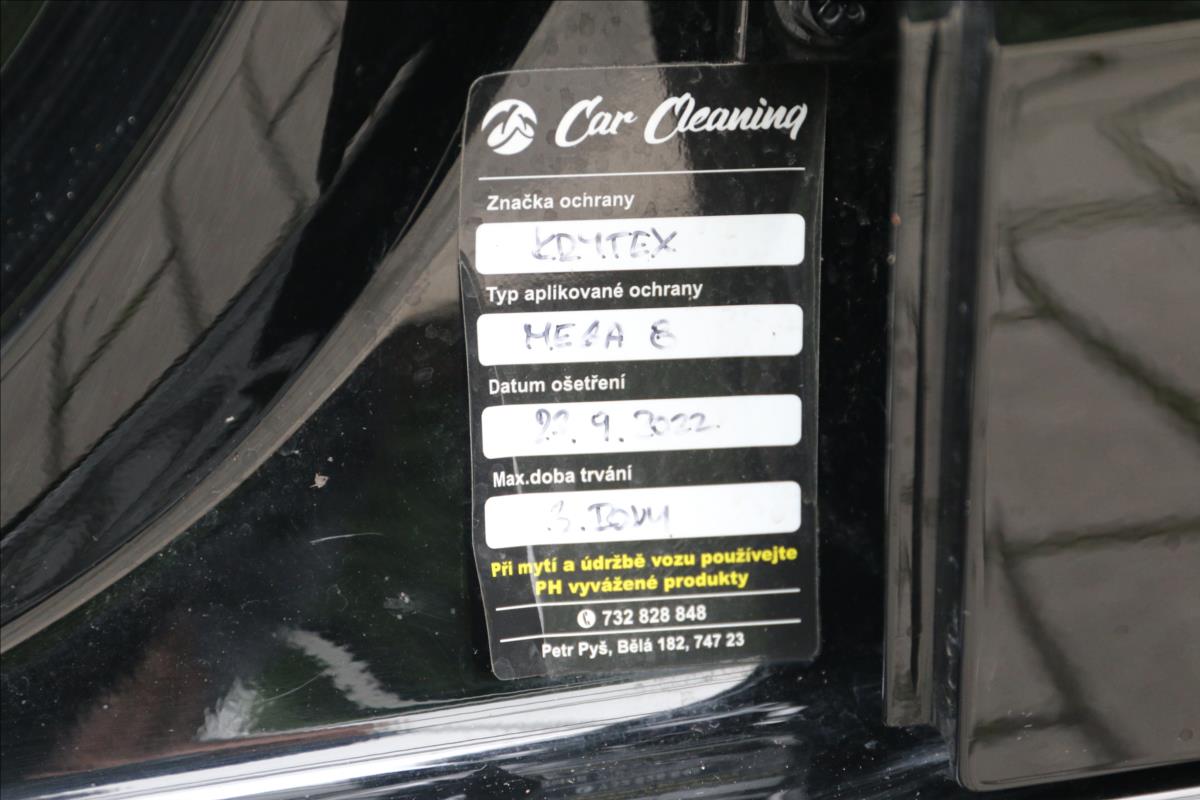 Car Cleaning
Značka ochrany
KRYTEX
Typ aplikované ochrany
MEGA 8
Datum ošetření
22.9.2022
Max.doba trvání
3. ROKY
Při mytí a údržbě vozu používejte
PH vyvážené produkty
732 828 848
Petr Pyš, Bělá 182, 747 23